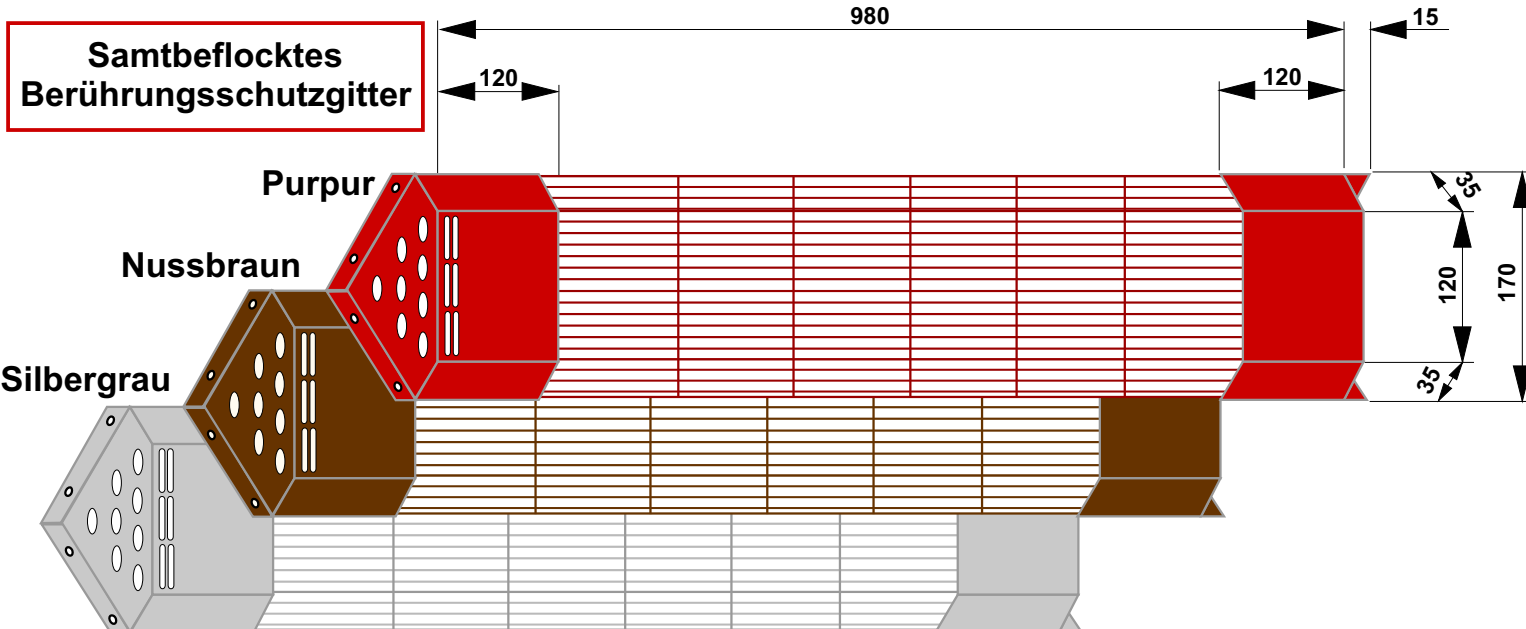 980
15
Samtbeflocktes
Berührungsschutzgitter
120
120
Purpur
35
Nussbraun
120
170
Silbergrau
35